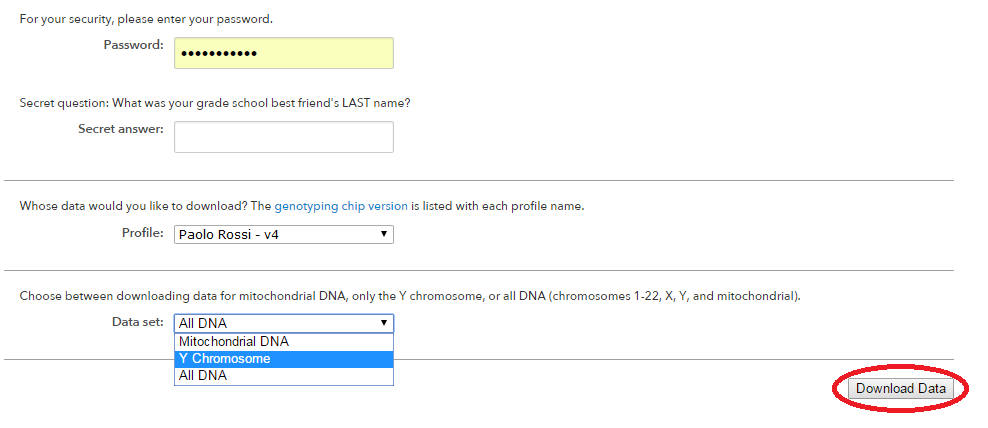 For your security, please enter your password.
Password: •••••••••••
Secret question: What was your grade school best friend's LAST name?
Secret answer:
Whose data would you like to download? The genotyping chip version is listed with each profile name.
Profile: Paolo Rossi - v4
Choose between downloading data for mitochondrial DNA, only the Y chromosome, or all DNA (chromosomes 1-22, X, Y, and mitochondrial).
Data set: All DNA
Mitochondrial DNA
Y Chromosome
All DNA
Download Data